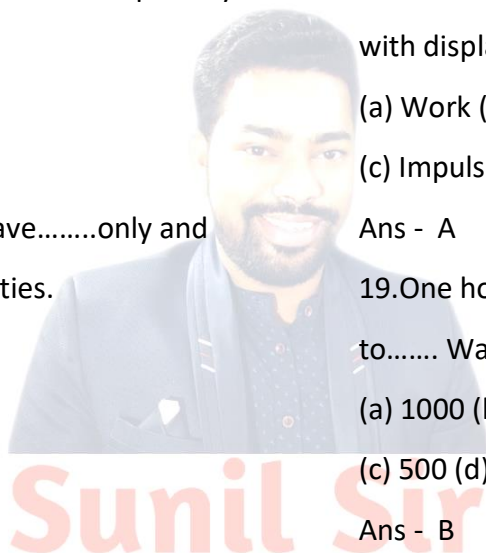 ave........only and
ties.
with displa
(a) Work (
(c) Impuls
Ans - A
19.One ho
to……. Wa
(a) 1000 (
(c) 500 (d)
Ans - B
Sunil Sir